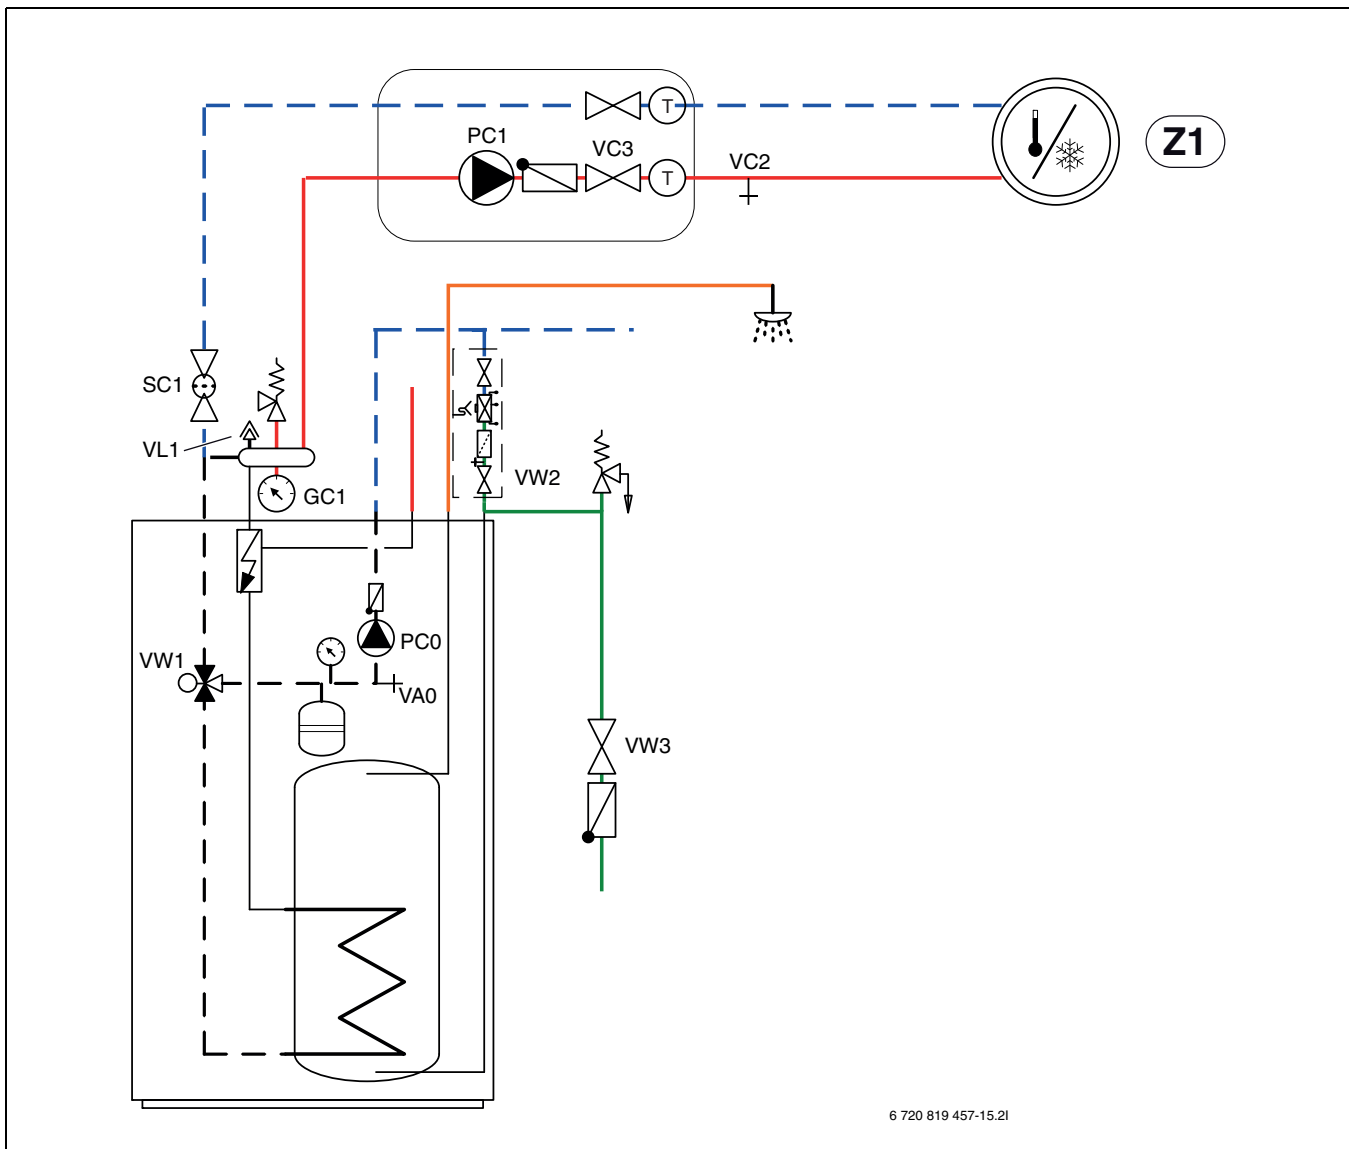 T
PC1
VC3
T
VC2
Z1
SC1
VL1
GC1
VW2
PC0
VW1
VA0
VW3
6 720 819 457-15.2I